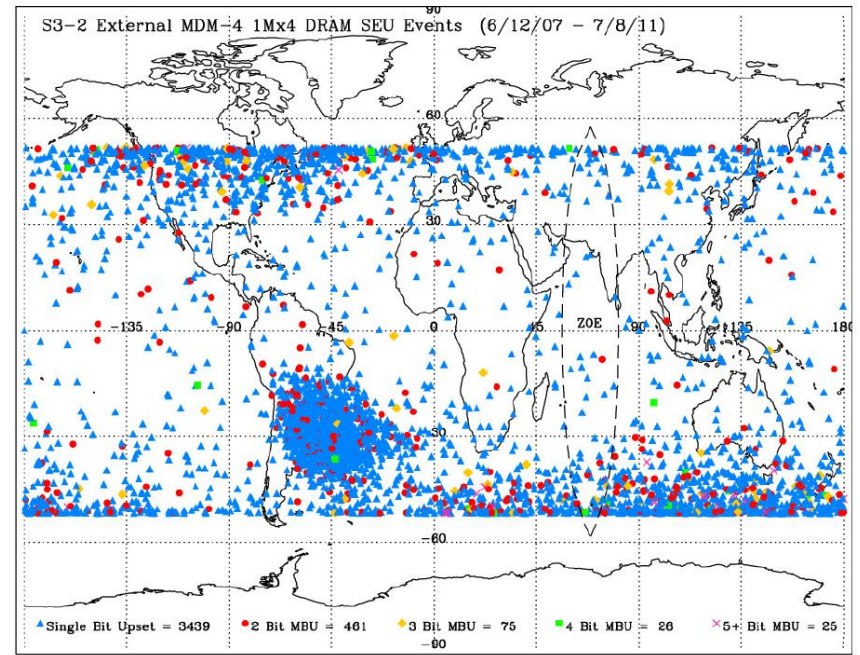 90
S3-2 External MDM-4 1Mx4 DRAM SEU Events (6/12/07 - 7/8/11)
60
30
-135 -90 -45 0 45 ZOE 90 135 180
-30
-60
Single Bit Upset = 3439 2 Bit MBU = 461 3 Bit MBU = 75 4 Bit MBU = 26 5+ Bit MBU = 25
-90